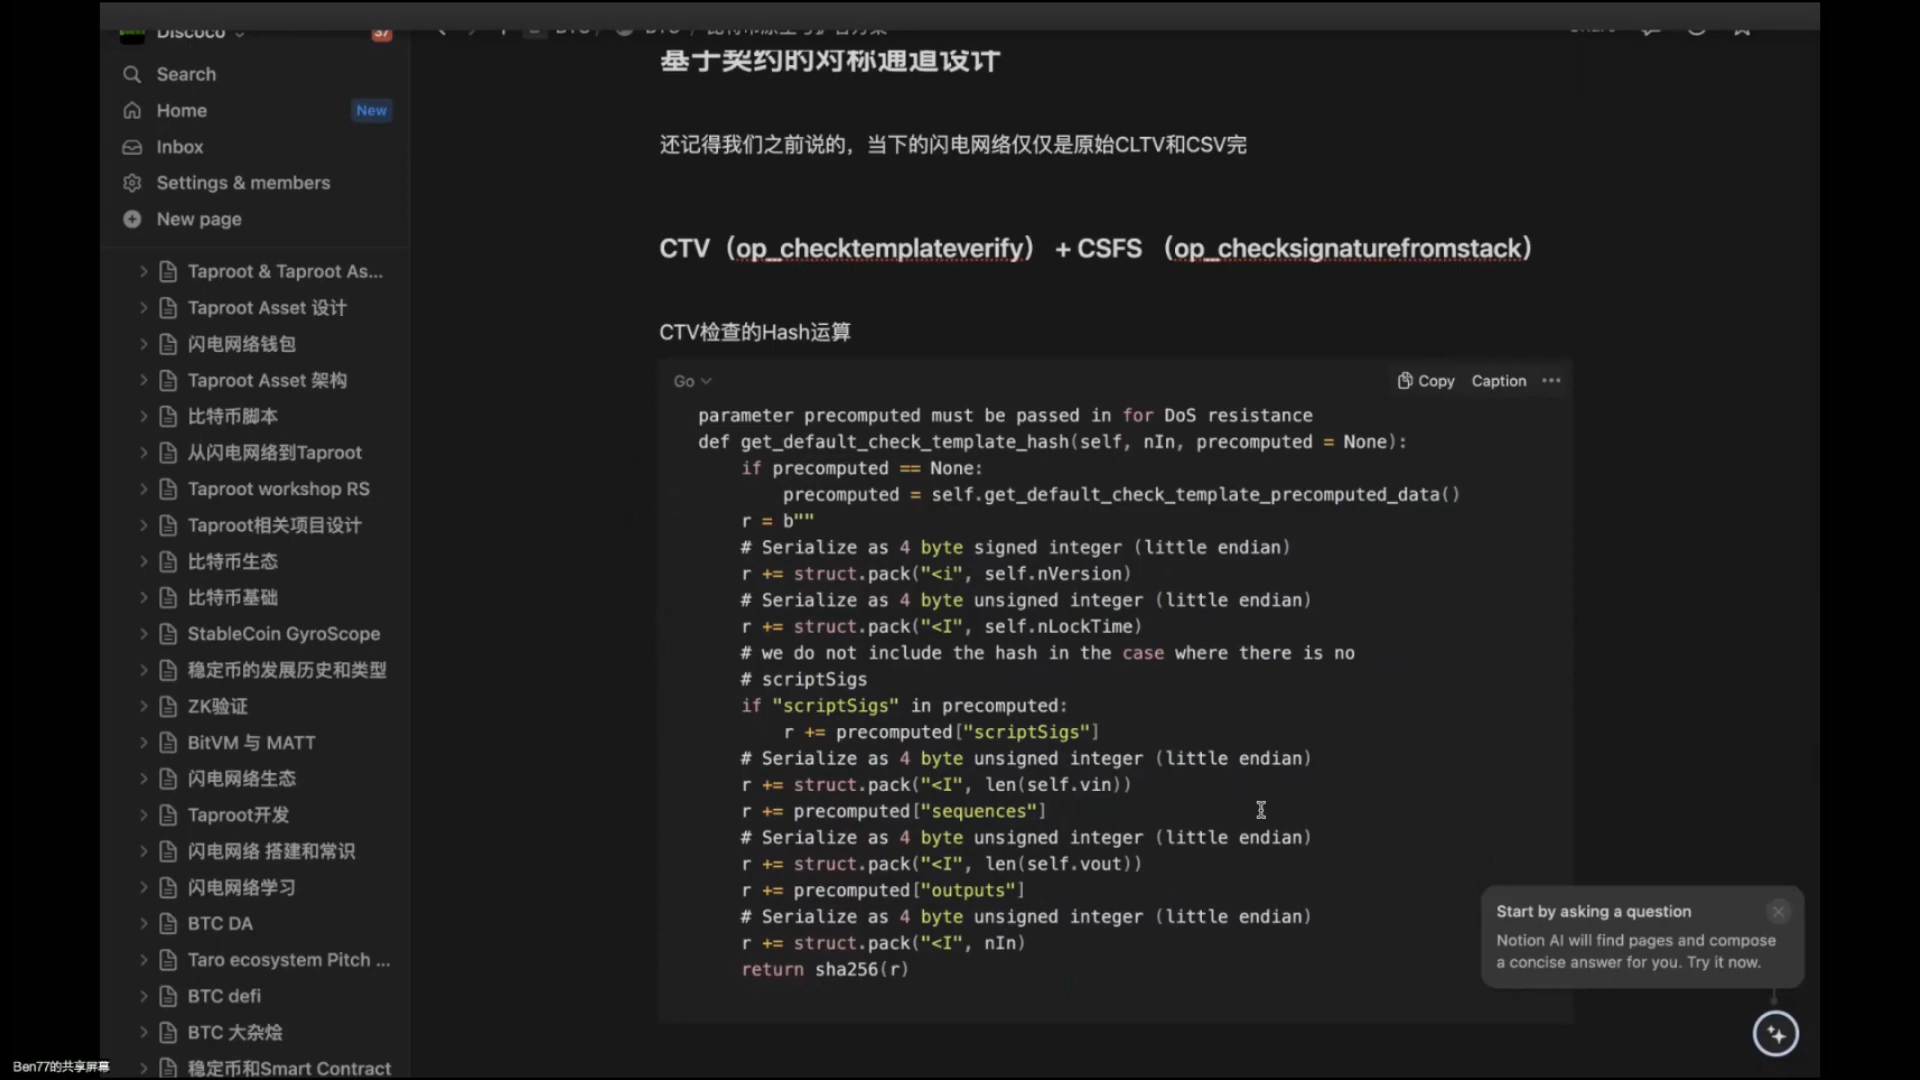 Discoco
37
Search
Home
New
Inbox
Settings & members
New page
Taproot & Taproot As...
Taproot Asset 设计
闪电网络钱包
Taproot Asset 架构
比特币脚本
从闪电网络到Taproot
Taproot workshop RS
Taproot相关项目设计
比特币生态
比特币基础
StableCoin GyroScope
稳定币的发展历史和类型
ZK验证
BitVM 与 MATT
闪电网络生态
Taproot开发
闪电网络 搭建和常识
闪电网络学习
BTC DA
Taro ecosystem Pitch ...
BTC defi
BTC 大杂烩
稳定币和Smart Contract
基于契约的对称通道设计
还记得我们之前说的，当下的闪电网络仅仅是原始CLTV和CSV完
CTV（op_checktemplateverify） + CSFS （op_checksignaturefromstack）
CTV检查的Hash运算
Go
Copy Caption ···
parameter precomputed must be passed in for DoS resistance
def get_default_check_template_hash(self, nIn, precomputed = None):
if precomputed == None:
precomputed = self.get_default_check_template_precomputed_data()
r = b""
# Serialize as 4 byte signed integer (little endian)
r += struct.pack("<i", self.nVersion)
# Serialize as 4 byte unsigned integer (little endian)
r += struct.pack("<I", self.nLockTime)
# we do not include the hash in the case where there is no
# scriptSigs
if "scriptSigs" in precomputed:
r += precomputed["scriptSigs"]
# Serialize as 4 byte unsigned integer (little endian)
r += struct.pack("<I", len(self.vin))
r += precomputed["sequences"]
# Serialize as 4 byte unsigned integer (little endian)
r += struct.pack("<I", len(self.vout))
r += precomputed["outputs"]
# Serialize as 4 byte unsigned integer (little endian)
r += struct.pack("<I", nIn)
return sha256(r)
Start by asking a question
Notion AI will find pages and compose
a concise answer for you. Try it now.
Ben77的共享屏幕